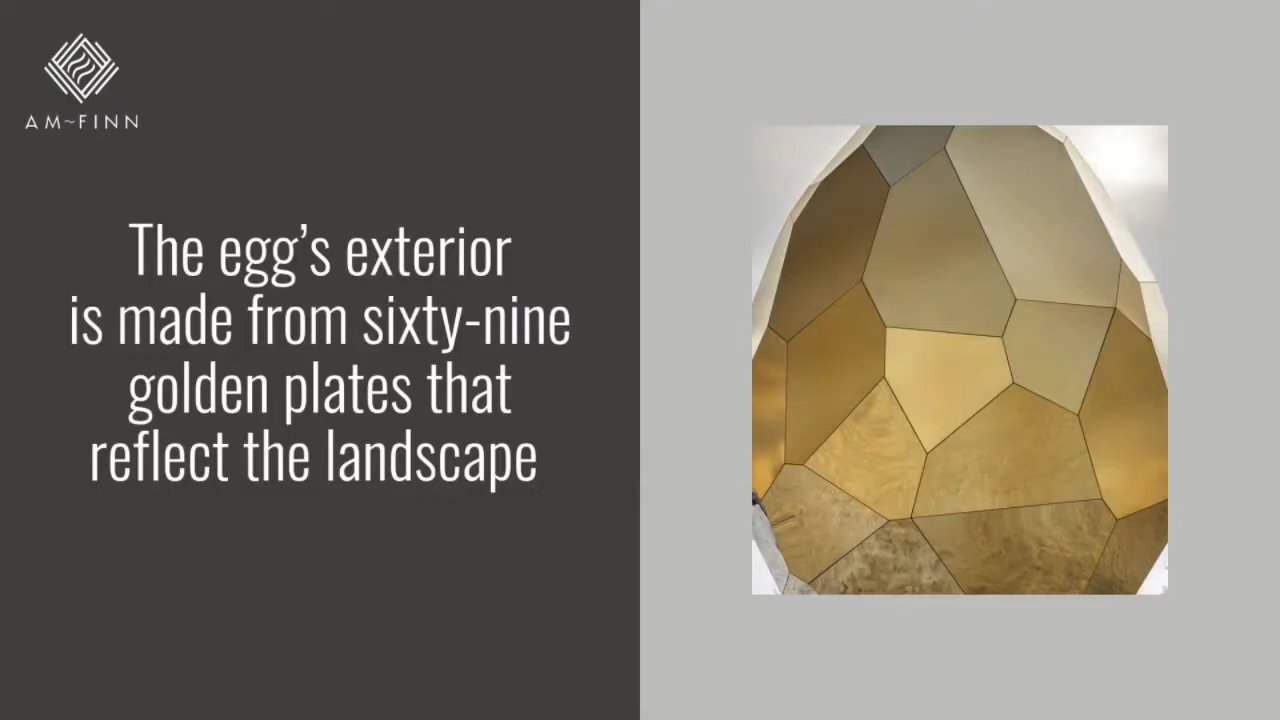 AM~FINN
The egg’s exterior
is made from sixty-nine
golden plates that
reflect the landscape